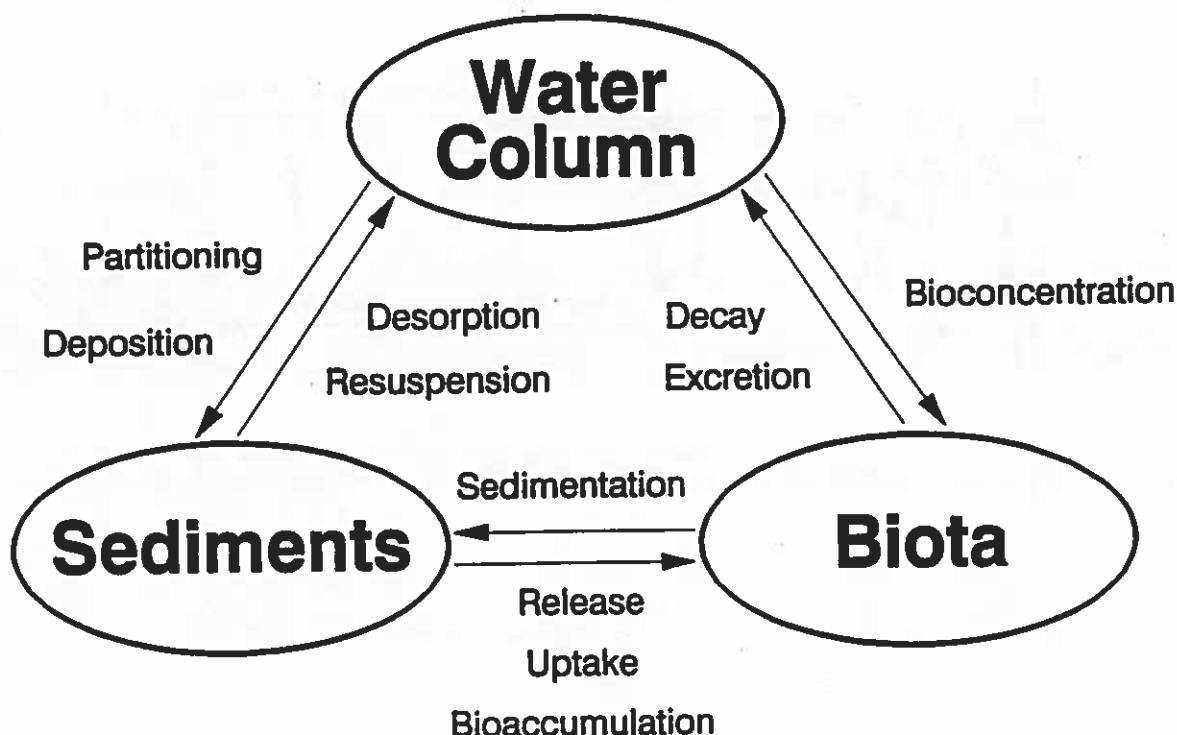 Water
Column
Partitioning
Deposition
Desorption
Resuspension
Decay
Excretion
Bioconcentration
Sediments
Sedimentation
Biota
Release
Uptake
Bioaccumulation